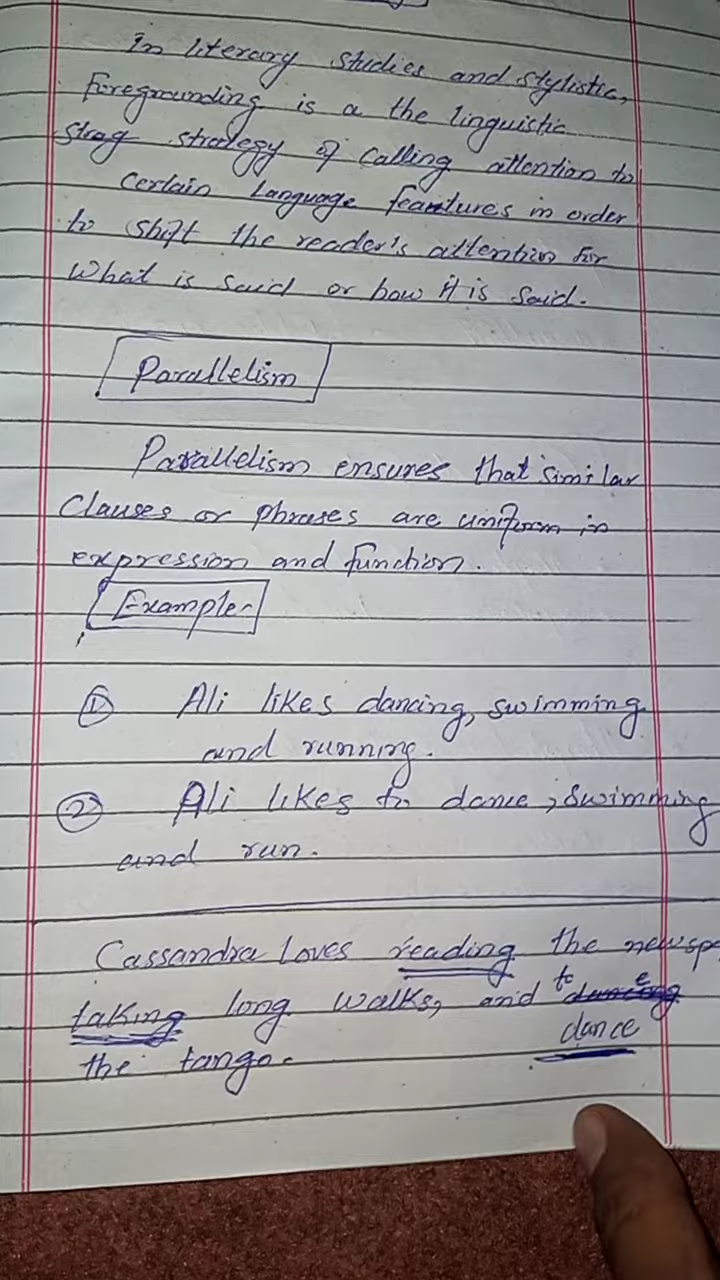 In literary studies and stylistic,
Foregrounding is a the linguistic
strag strategy of calling attention to
certain language features in order
to shift the reader's attention for
what is said or how it is said.
Parallelism
Parallelism ensures that similar
clauses or phrases are uniform in
expression and function.
Example-
① Ali likes dancing, swimming
and running.
② Ali likes to dance, swimming
and run.
Cassandra Loves reading the newspa
taking long walks, and to
dance
the tango.